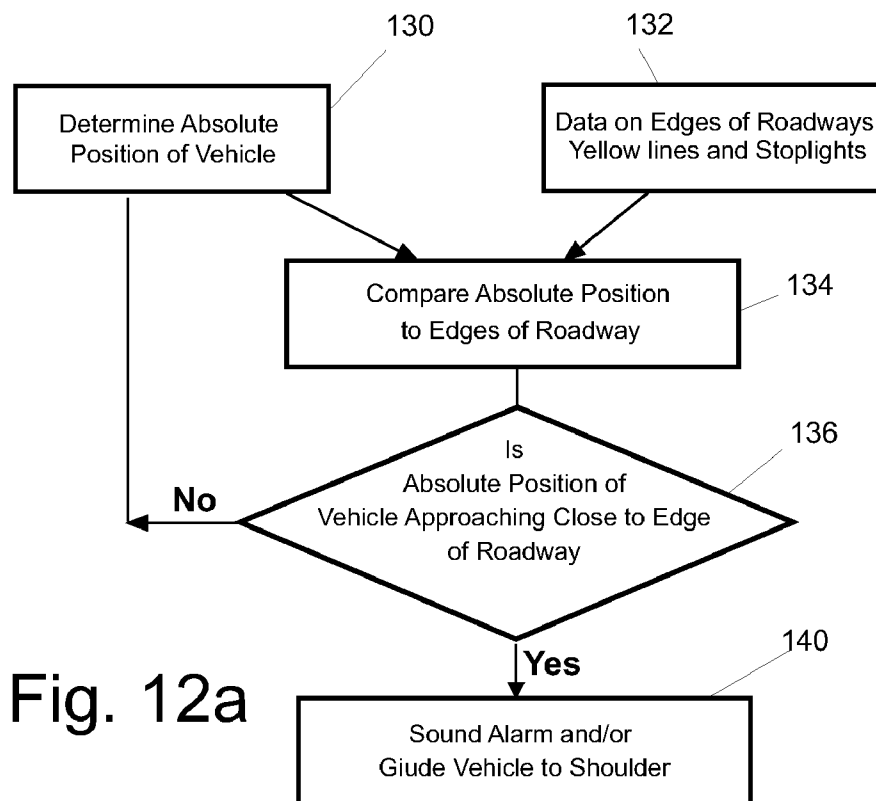 130
132
Determine Absolute
Position of Vehicle
Data on Edges of Roadways
Yellow lines and Stoplights
Compare Absolute Position
to Edges of Roadway
134
Is
Absolute Position of
Vehicle Approaching Close to Edge
of Roadway
136
No
Yes
140
Fig. 12a
Sound Alarm and/or
Giude Vehicle to Shoulder